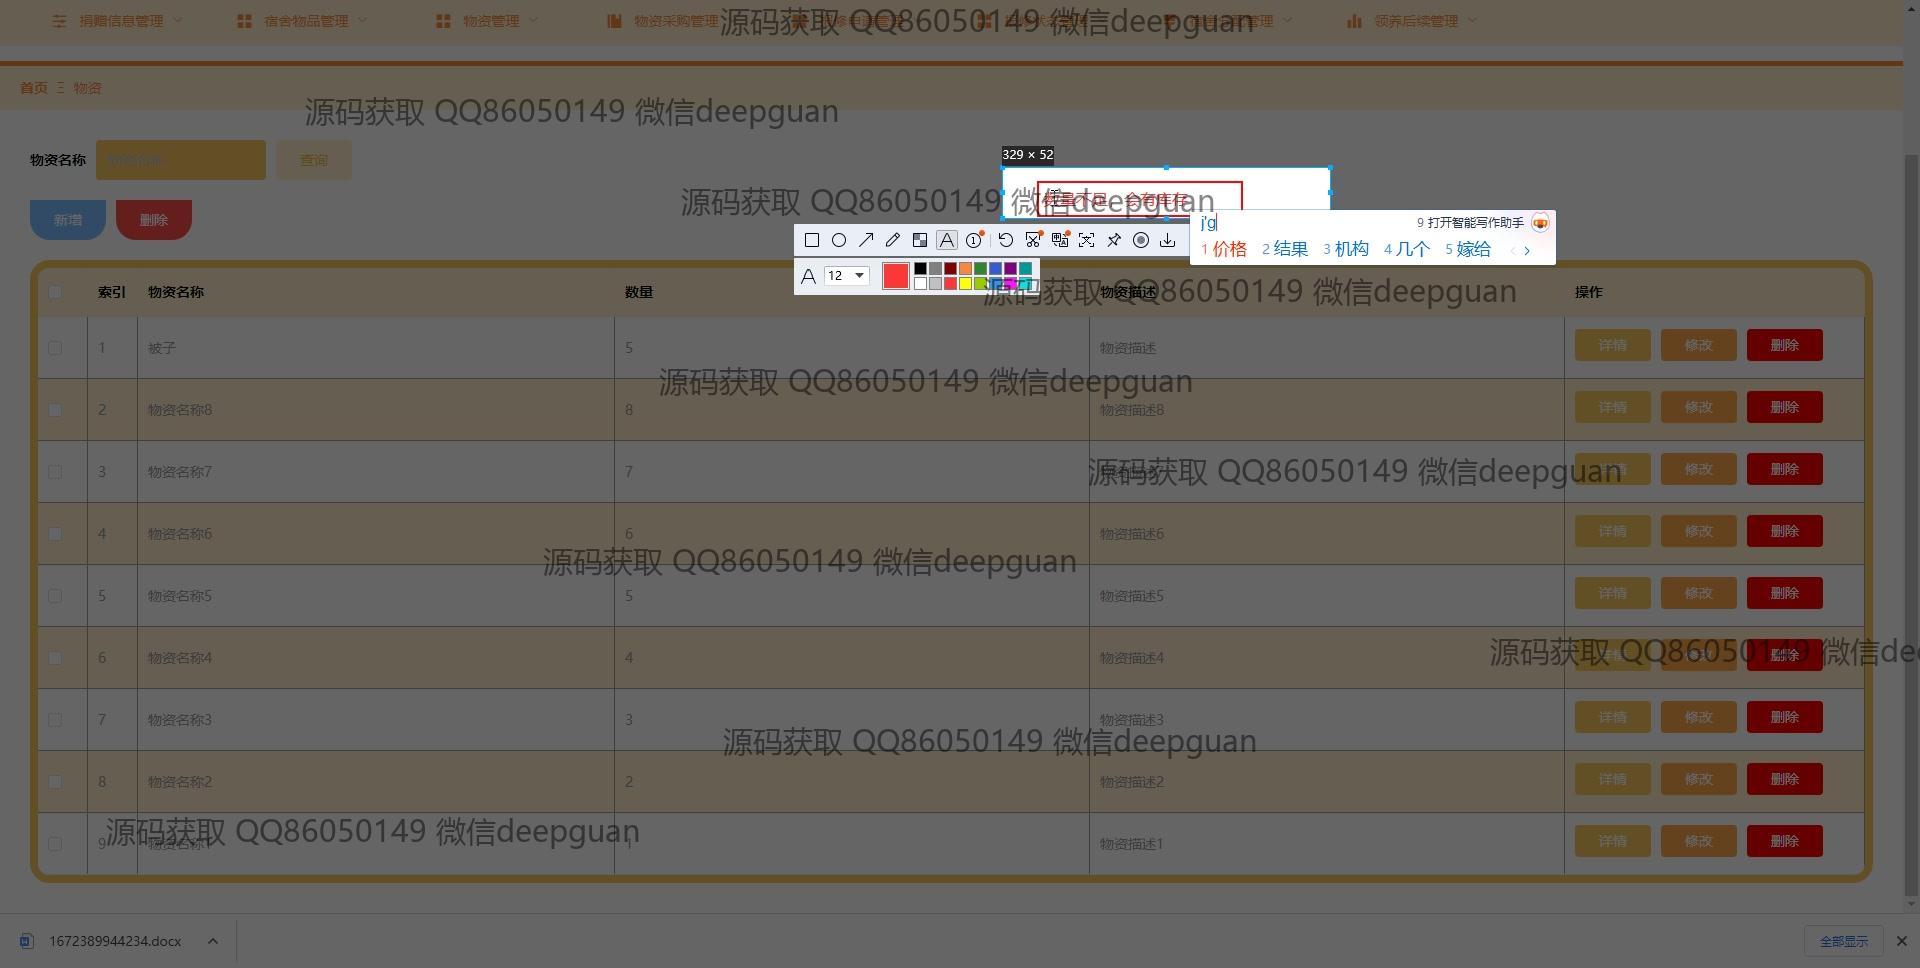 捐赠信息管理 宿舍物品管理 物资管理 物资采购管理 领养后续管理
源码获取 QQ86050149 微信deepguan
首页 物资
源码获取 QQ86050149 微信deepguan
物资名称 查询
329 × 52
源码获取 QQ86050149 微信deepguan
新增 删除
j'g 9 打开智能写作助手
1 价格 2 结果 3 机构 4 几个 5 嫁给
A 12
源码获取 QQ86050149 微信deepguan
索引 物资名称 数量 物资描述 操作
1 被子 5 物资描述 详情 修改 删除
源码获取 QQ86050149 微信deepguan
2 物资名称8 8 物资描述8 详情 修改 删除
3 物资名称7 7 修改 删除
源码获取 QQ86050149 微信deepguan
4 物资名称6 6 物资描述6 详情 修改 删除
源码获取 QQ86050149 微信deepguan
5 物资名称5 5 物资描述5 详情 修改 删除
6 物资名称4 4 物资描述4 详情 修改 删除
源码获取 QQ86050149 微信dee
7 物资名称3 3 物资描述3 详情 修改 删除
源码获取 QQ86050149 微信deepguan
8 物资名称2 2 物资描述2 详情 修改 删除
源码获取 QQ86050149 微信deepguan
9 物资名称1 1 物资描述1 详情 修改 删除
1672389944234.docx 全部显示